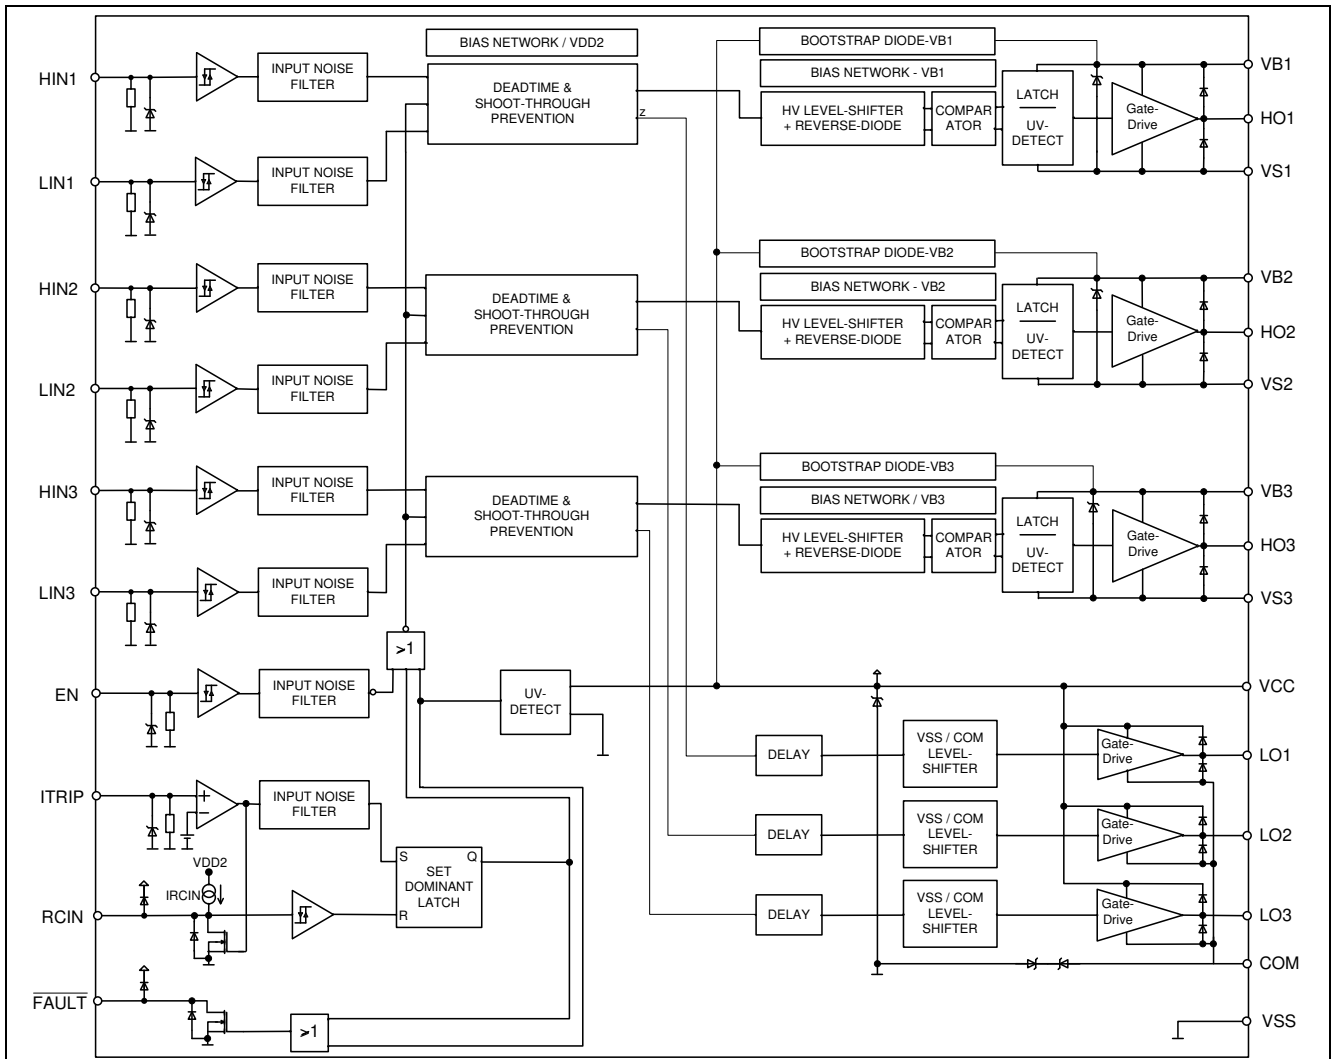 BIAS NETWORK / VDD2
BOOTSTRAP DIODE-VB1
HIN1
INPUT NOISE
FILTER
DEADTIME &
SHOOT-THROUGH
PREVENTION
Z
BIAS NETWORK - VB1
HV LEVEL-SHIFTER
+ REVERSE-DIODE
COMPAR
ATOR
LATCH
UV-
DETECT
Gate-
Drive
VB1
HO1
VS1
LIN1
INPUT NOISE
FILTER
BOOTSTRAP DIODE-VB2
HIN2
INPUT NOISE
FILTER
DEADTIME &
SHOOT-THROUGH
PREVENTION
BIAS NETWORK - VB2
HV LEVEL-SHIFTER
+ REVERSE-DIODE
COMPAR
ATOR
LATCH
UV-
DETECT
Gate-
Drive
VB2
HO2
VS2
LIN2
INPUT NOISE
FILTER
BOOTSTRAP DIODE-VB3
HIN3
INPUT NOISE
FILTER
DEADTIME &
SHOOT-THROUGH
PREVENTION
BIAS NETWORK / VB3
HV LEVEL-SHIFTER
+ REVERSE-DIODE
COMPAR
ATOR
LATCH
UV-
DETECT
Gate-
Drive
VB3
HO3
VS3
LIN3
INPUT NOISE
FILTER
>1
EN
INPUT NOISE
FILTER
UV-
DETECT
VCC
DELAY
VSS / COM
LEVEL-
SHIFTER
Gate-
Drive
LO1
ITRIP
+
−
INPUT NOISE
FILTER
DELAY
VSS / COM
LEVEL-
SHIFTER
Gate-
Drive
LO2
VDD2
IRCIN
S
Q
SET
DOMINANT
LATCH
R
RCIN
DELAY
VSS / COM
LEVEL-
SHIFTER
Gate-
Drive
LO3
COM
FAULT
>1
VSS